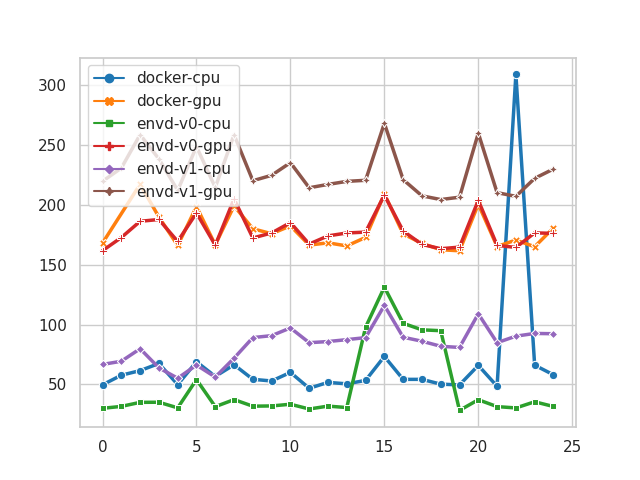 docker-cpu
docker-gpu
envd-v0-cpu
envd-v0-gpu
envd-v1-cpu
envd-v1-gpu
300
250
200
150
100
50
0 5 10 15 20 25